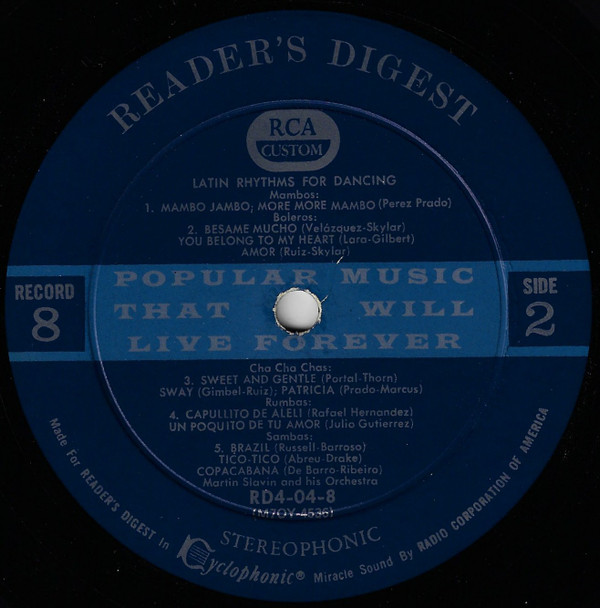 READER'S DIGEST
RCA
CUSTOM
LATIN RHYTHMS FOR DANCING
Mambos:
1. MAMBO JAMBO; MORE MORE MAMBO (Perez Prado)
Boleros:
2. BESAME MUCHO (Velázquez-Skylar)
YOU BELONG TO MY HEART (Lara-Gilbert)
AMOR (Ruiz-Skylar)
RECORD
8
POPULAR MUSIC
THAT WILL
LIVE FOREVER
SIDE
2
Cha Cha Chas:
3. SWEET AND GENTLE (Portal-Thorn)
SWAY (Gimbel-Ruiz); PATRICIA (Prado-Marcus)
Rumbas:
4. CAPULLITO DE ALELI (Rafael Hernandez)
UN POQUITO DE TU AMOR (Julio Gutierrez)
Sambas:
5. BRAZIL (Russell-Barroso)
TICO-TICO (Abreu-Drake)
COPACABANA (De Barro-Ribeiro)
Martin Slavin and his Orchestra
RD4-04-8
(M7OY-4536)
STEREOPHONIC
Made For READER'S DIGEST In Cyclophonic® Miracle Sound By RADIO CORPORATION OF AMERICA